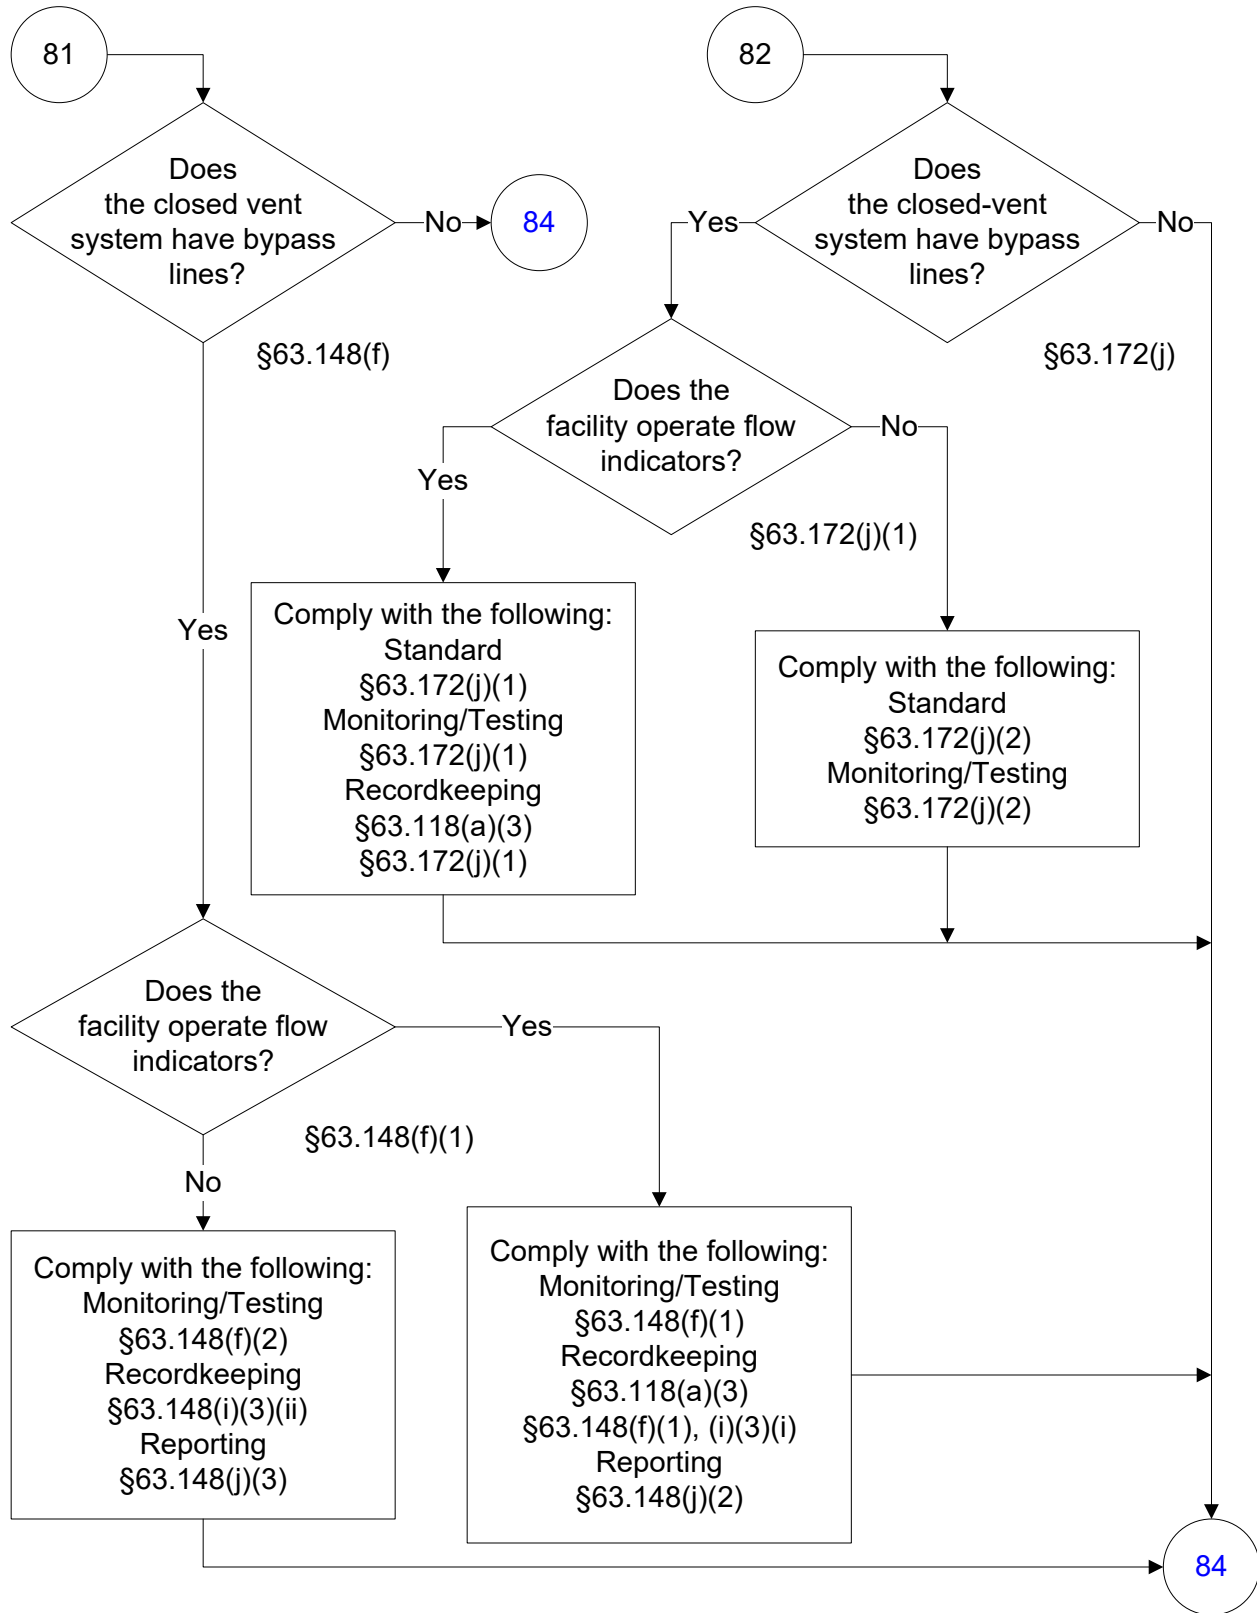 81
82
Does
the closed vent
system have bypass
lines?
No
84
Yes
Does
the closed-vent
system have bypass
lines?
No
§63.148(f)
§63.172(j)
Does the
facility operate flow
indicators?
No
Yes
§63.172(j)(1)
Yes
Comply with the following:
Standard
§63.172(j)(1)
Monitoring/Testing
§63.172(j)(1)
Recordkeeping
§63.118(a)(3)
§63.172(j)(1)
Comply with the following:
Standard
§63.172(j)(2)
Monitoring/Testing
§63.172(j)(2)
Does the
facility operate flow
indicators?
Yes
§63.148(f)(1)
No
Comply with the following:
Monitoring/Testing
§63.148(f)(2)
Recordkeeping
§63.148(i)(3)(ii)
Reporting
§63.148(j)(3)
Comply with the following:
Monitoring/Testing
§63.148(f)(1)
Recordkeeping
§63.118(a)(3)
§63.148(f)(1), (i)(3)(i)
Reporting
§63.148(j)(2)
84